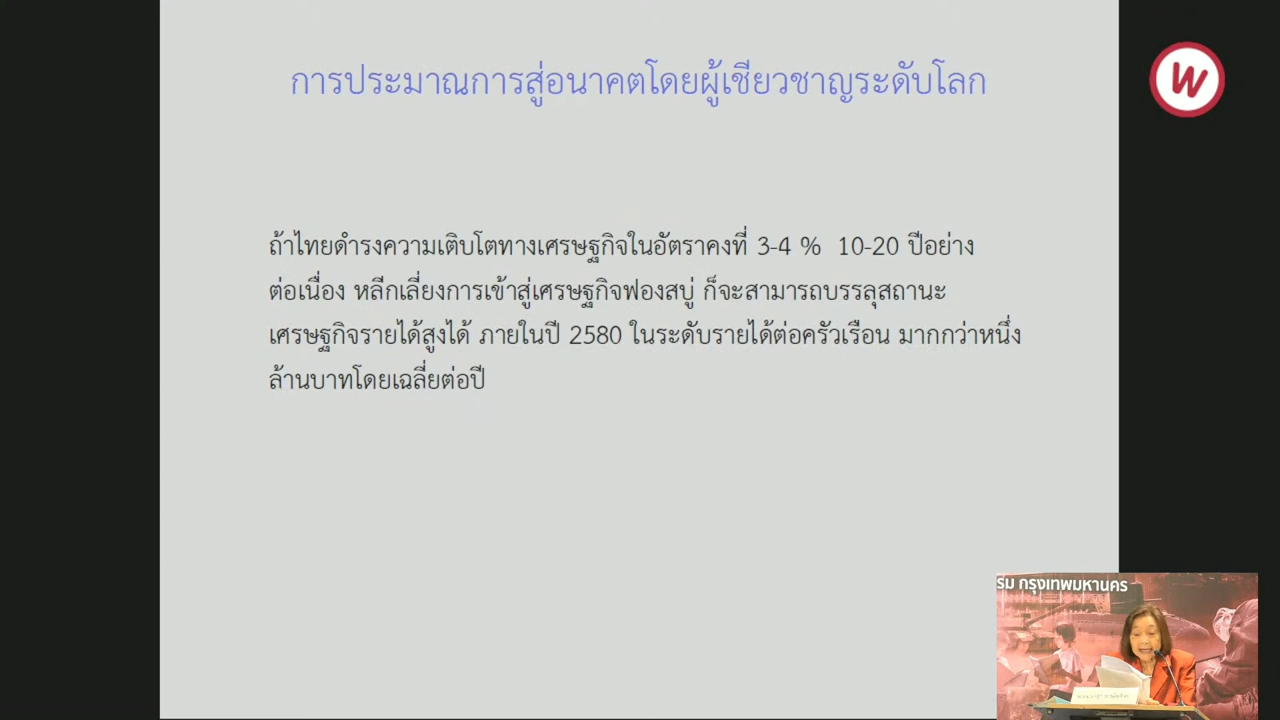 การประมาณการสู่อนาคตโดยผู้เชียวชาญระดับโลก
W
ถ้าไทยดำรงความเติบโตทางเศรษฐกิจในอัตราคงที่ 3-4 % 10-20 ปีอย่าง
ต่อเนื่อง หลีกเลี่ยงการเข้าสู่เศรษฐกิจฟองสบู่ ก็จะสามารถบรรลุสถานะ
เศรษฐกิจรายได้สูงได้ ภายในปี 2580 ในระดับรายได้ต่อครัวเรือน มากกว่าหนึ่ง
ล้านบาทโดยเฉลี่ยต่อปี
รม กรุงเทพมหานคร